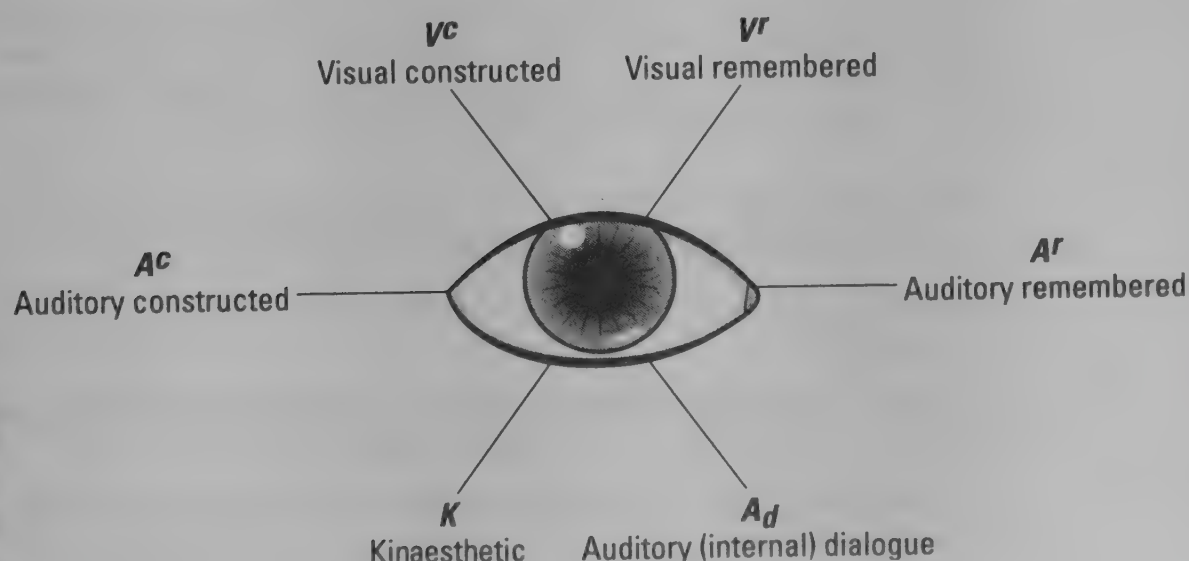 Vc
Visual constructed
Vr
Visual remembered
Ac
Auditory constructed
Ar
Auditory remembered
K
Kinaesthetic
Ad
Auditory (internal) dialogue